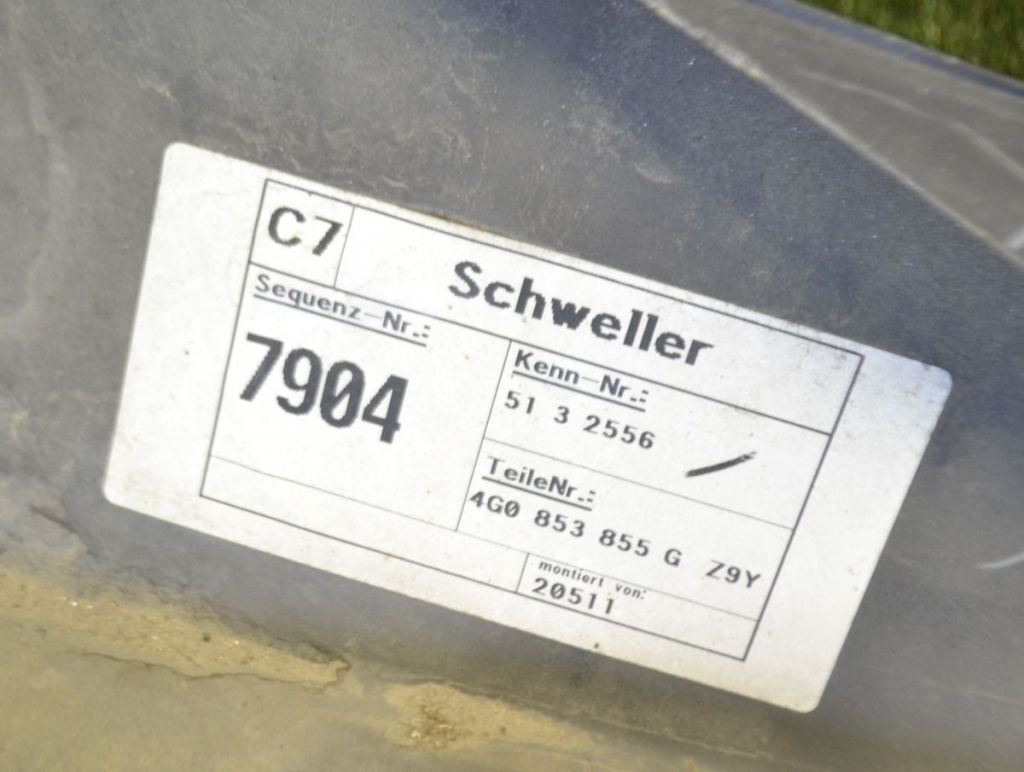 C7
Schweller
Sequenz-Nr.:
7904
Kenn-Nr.:
51 3 2556
TeileNr.:
4G0 853 855 G Z9Y
montiert von:
20511